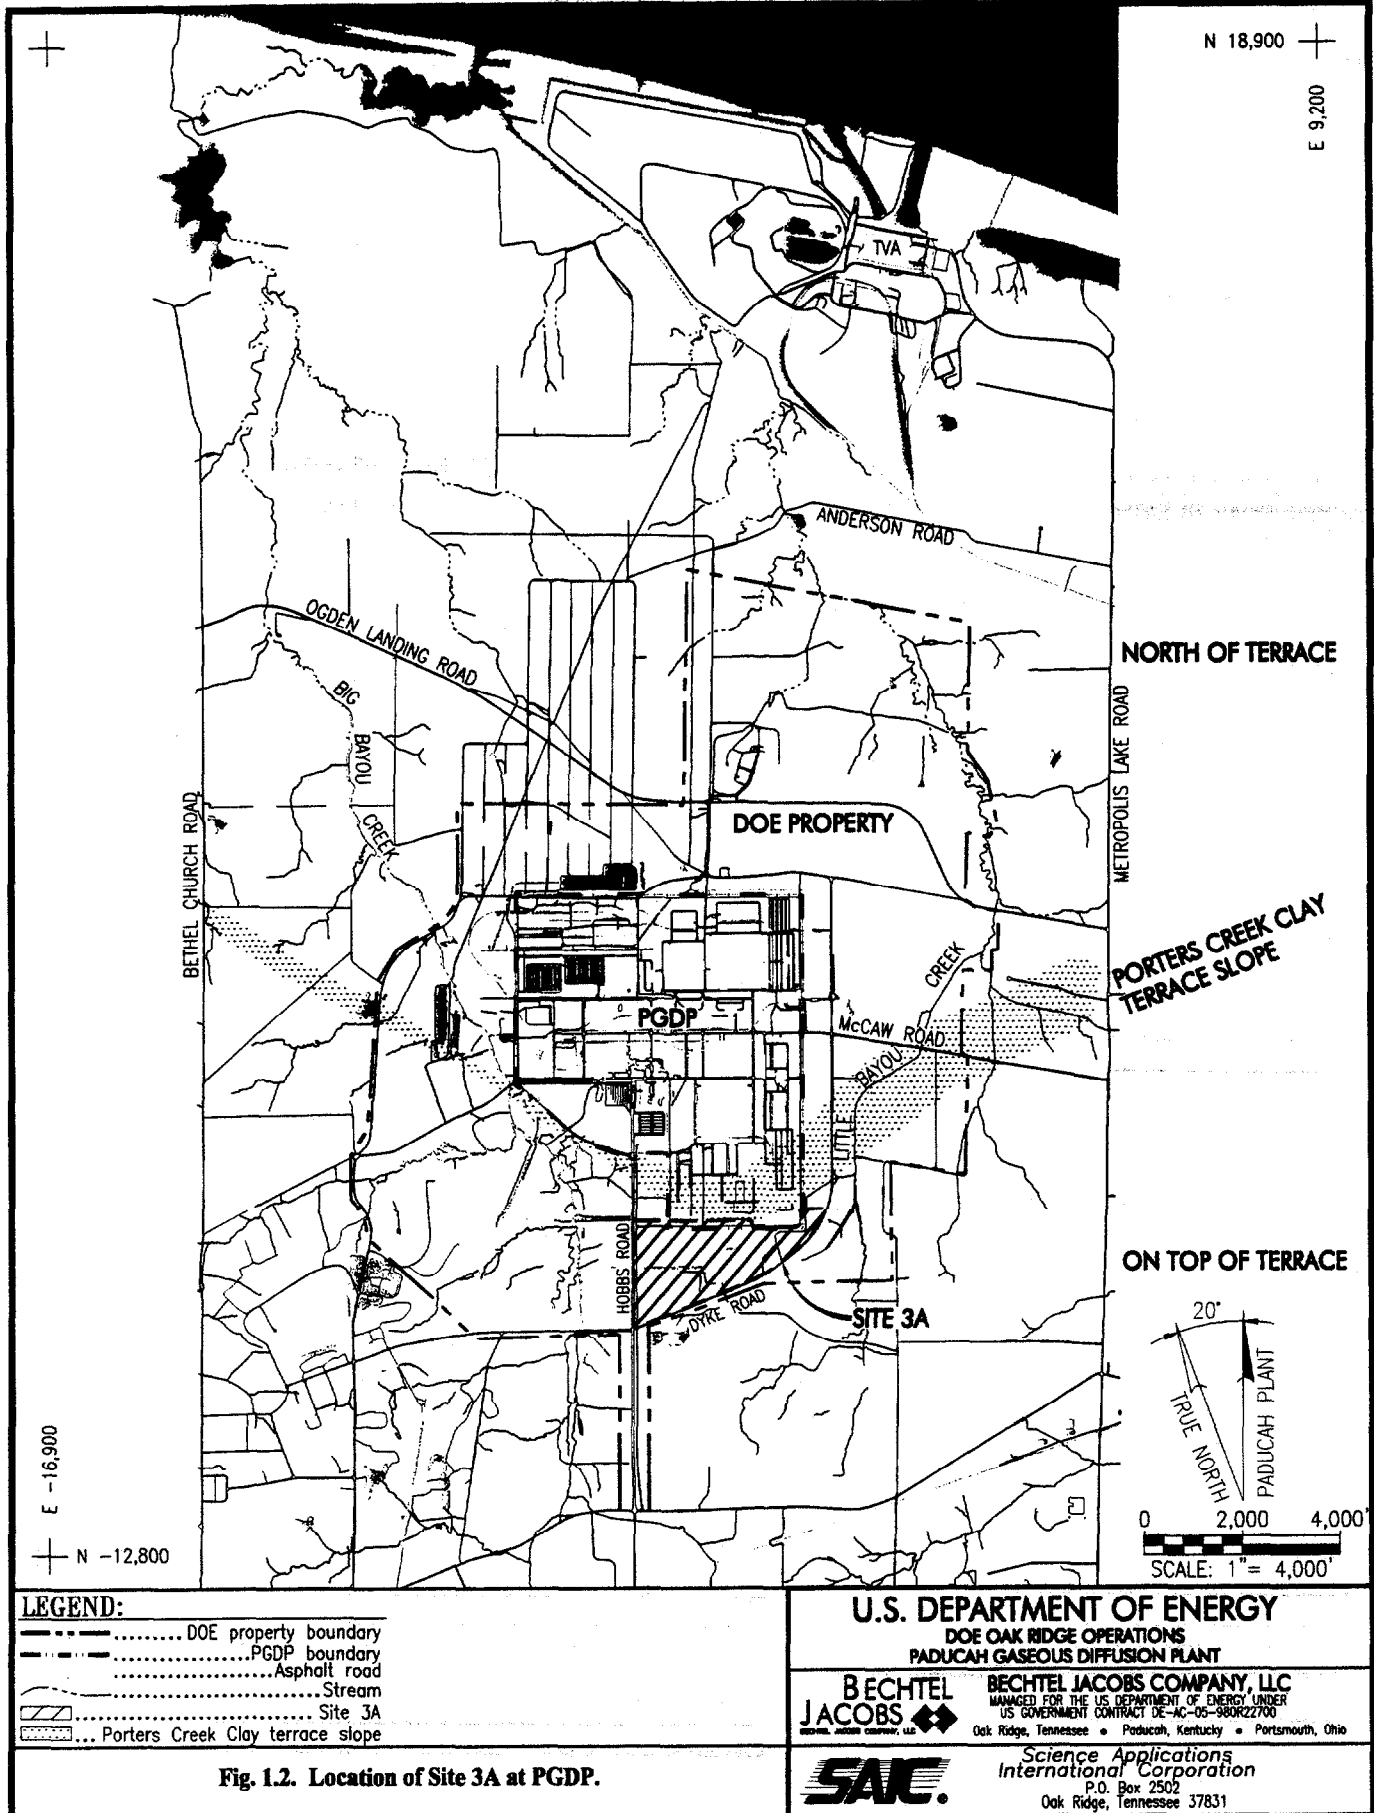 N 18,900
E 9,200
TVA
ANDERSON ROAD
OGDEN LANDING ROAD
NORTH OF TERRACE
BIG
BAYOU
CREEK
METROPOLIS LAKE ROAD
BETHEL CHURCH ROAD
DOE PROPERTY
PORTERS CREEK CLAY
TERRACE SLOPE
CREEK
PGDP
McCAW ROAD
BAYOU
LITTLE
HOBBS ROAD
ON TOP OF TERRACE
DYKE ROAD
SITE 3A
20°
TRUE NORTH
PADUCAH PLANT
E -16,900
N -12,800
0 2,000 4,000'
SCALE: 1" = 4,000'
LEGEND:
DOE property boundary
PGDP boundary
Asphalt road
Stream
Site 3A
Porters Creek Clay terrace slope
Fig. 1.2. Location of Site 3A at PGDP.
U.S. DEPARTMENT OF ENERGY
DOE OAK RIDGE OPERATIONS
PADUCAH GASEOUS DIFFUSION PLANT
BECHTEL
JACOBS
BECHTEL JACOBS COMPANY, LLC
BECHTEL JACOBS COMPANY, LLC
MANAGED FOR THE US DEPARTMENT OF ENERGY UNDER
US GOVERNMENT CONTRACT DE-AC-05-98OR22700
Oak Ridge, Tennessee • Paducah, Kentucky • Portsmouth, Ohio
SAIC.
Science Applications
International Corporation
P.O. Box 2502
Oak Ridge, Tennessee 37831